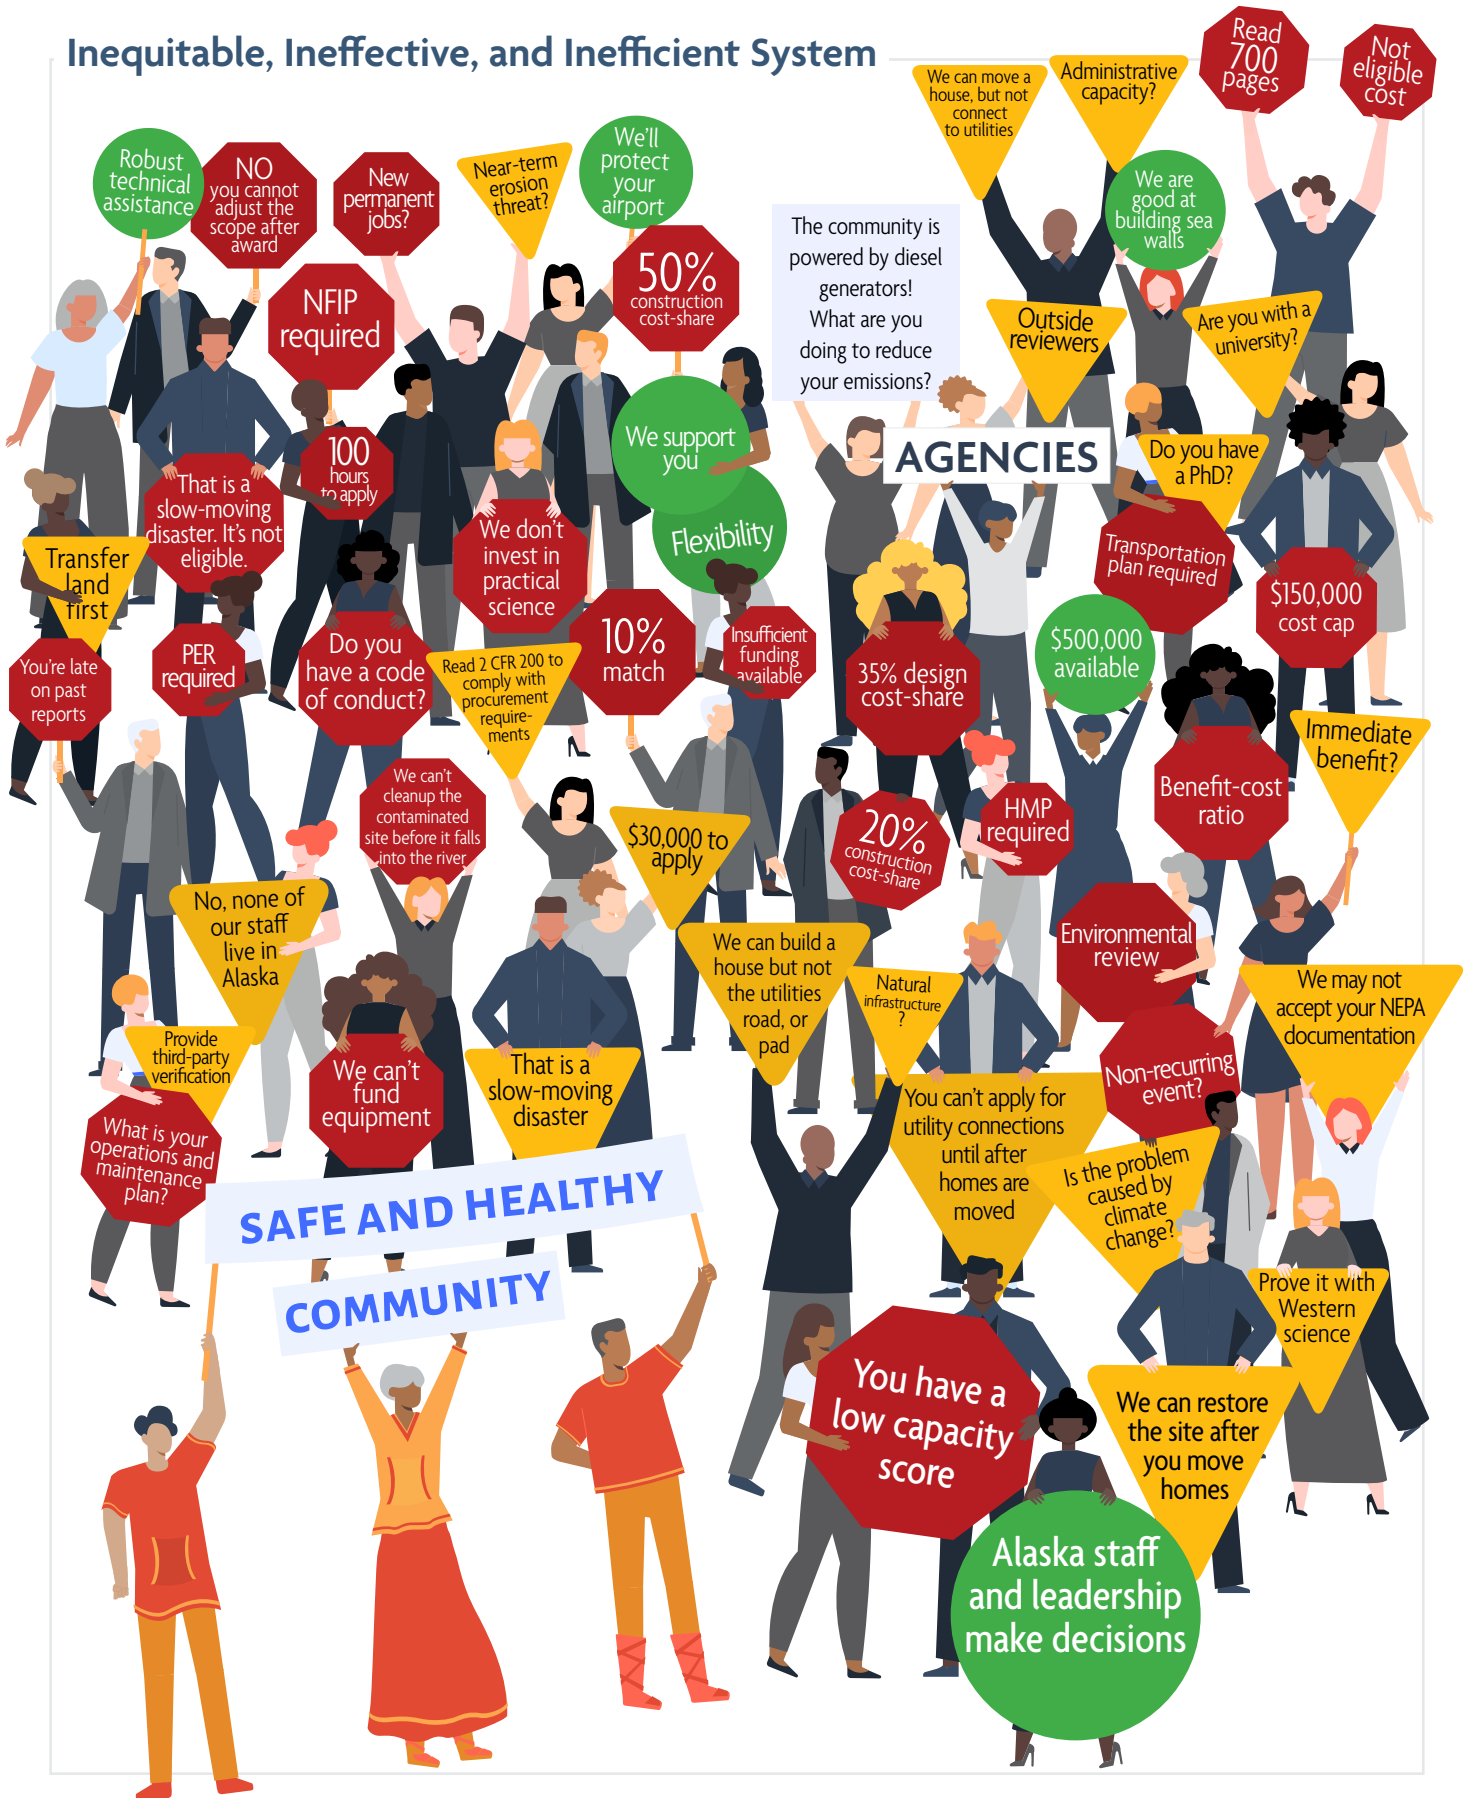 Inequitable, Ineffective, and Inefficient System
Read
700
pages
Not
eligible
cost
We can move a
house, but not
connect
to utilities
Administrative
capacity?
Robust
technical
assistance
NO
you cannot
adjust the
scope after
award
New
permanent
jobs?
Near-term
erosion
threat?
We'll
protect
your
airport
We are
good at
building sea
walls
The community is
powered by diesel
generators!
What are you
doing to reduce
your emissions?
NFIP
required
50%
construction
cost-share
Outside
reviewers
Are you with a
university?
We support
you
AGENCIES
Do you have
a PhD?
100
hours
to apply
That is a
slow-moving
disaster. It's not
eligible.
We don't
invest in
practical
science
Flexibility
Transportation
plan required
$150,000
cost cap
Transfer
land
first
You're late
on past
reports
PER
required
Do you
have a code
of conduct?
Read 2 CFR 200 to
comply with
procurement
require-
ments
10%
match
Insufficient
funding
available
35% design
cost-share
$500,000
available
Immediate
benefit?
Benefit-cost
ratio
We can't
cleanup the
contaminated
site before it falls
into the river
$30,000 to
apply
20%
construction
cost-share
HMP
required
No, none of
our staff
live in
Alaska
We can build a
house but not
the utilities
road, or
pad
Natural
infrastructure
?
Environmental
review
We may not
accept your NEPA
documentation
Provide
third-party
verification
We can't
fund
equipment
That is a
slow-moving
disaster
You can't apply for
utility connections
until after
homes are
moved
Non-recurring
event?
What is your
operations and
maintenance
plan?
Is the problem
caused by
climate
change?
SAFE AND HEALTHY
COMMUNITY
Prove it with
Western
science
You have a
low capacity
score
We can restore
the site after
you move
homes
Alaska staff
and leadership
make decisions